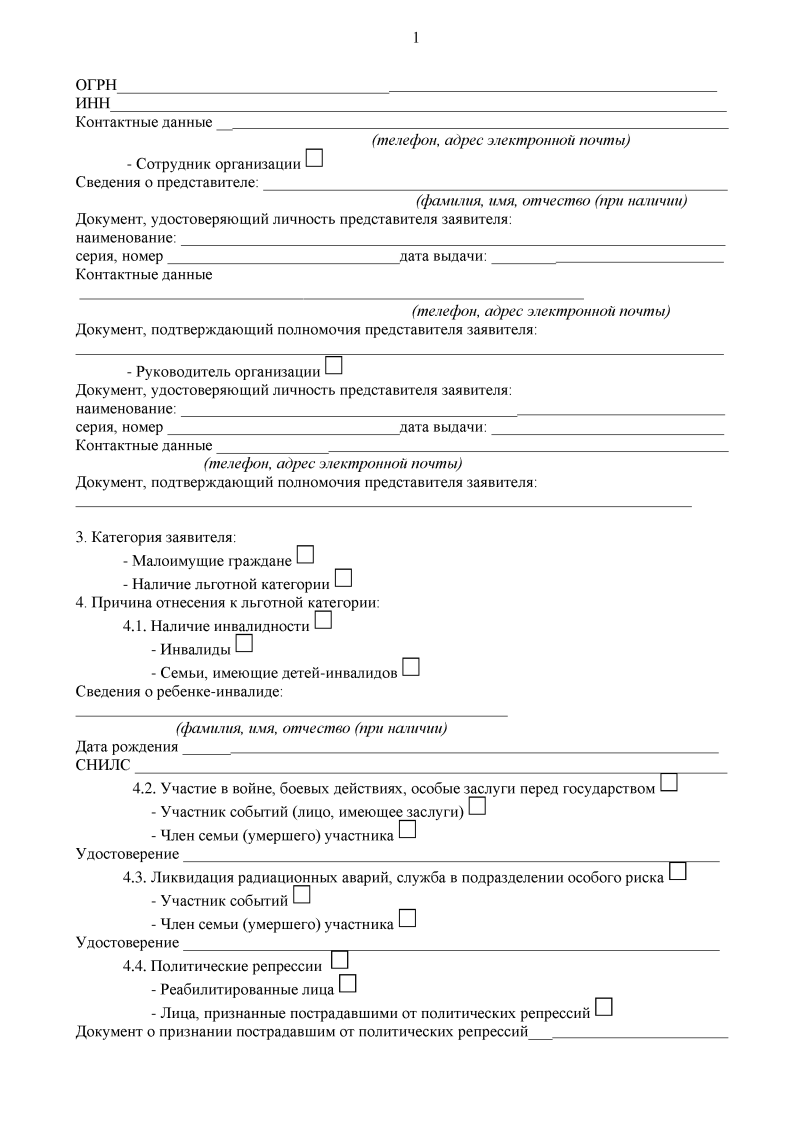 1
ОГРН
ИНН
Контактные данные
(телефон, адрес электронной почты)
- Сотрудник организации
Сведения о представителе:
(фамилия, имя, отчество (при наличии)
Документ, удостоверяющий личность представителя заявителя:
наименование:
серия, номер дата выдачи:
Контактные данные
(телефон, адрес электронной почты)
Документ, подтверждающий полномочия представителя заявителя:
- Руководитель организации
Документ, удостоверяющий личность представителя заявителя:
наименование:
серия, номер дата выдачи:
Контактные данные
(телефон, адрес электронной почты)
Документ, подтверждающий полномочия представителя заявителя:
3. Категория заявителя:
- Малоимущие граждане
- Наличие льготной категории
4. Причина отнесения к льготной категории:
4.1. Наличие инвалидности
- Инвалиды
- Семьи, имеющие детей-инвалидов
Сведения о ребенке-инвалиде:
(фамилия, имя, отчество (при наличии)
Дата рождения
СНИЛС
4.2. Участие в войне, боевых действиях, особые заслуги перед государством
- Участник событий (лицо, имеющее заслуги)
- Член семьи (умершего) участника
Удостоверение
4.3. Ликвидация радиационных аварий, служба в подразделении особого риска
- Участник событий
- Член семьи (умершего) участника
Удостоверение
4.4. Политические репрессии
- Реабилитированные лица
- Лица, признанные пострадавшими от политических репрессий
Документ о признании пострадавшим от политических репрессий